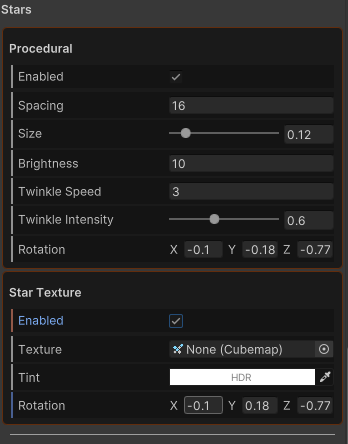 Stars
Procedural
Enabled
Spacing 16
Size 0.12
Brightness 10
Twinkle Speed 3
Twinkle Intensity 0.6
Rotation X -0.1 Y -0.18 Z -0.77
Star Texture
Enabled
Texture None (Cubemap)
Tint HDR
Rotation X -0.1 Y 0.18 Z -0.77